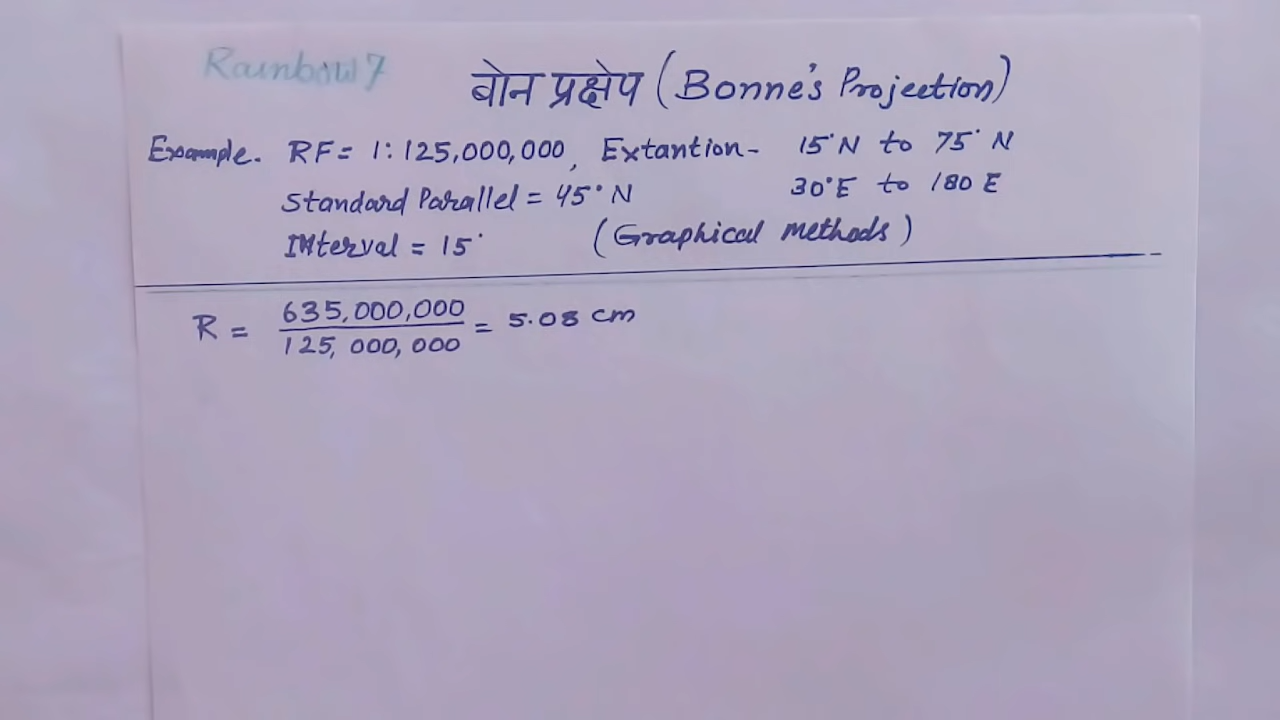 Rainbow7
बोन प्रक्षेप (Bonne's Projection)
Example. RF = 1:125,000,000, Extantion- 15°N to 75° N
Standard Parallel = 45° N 30°E to 180 E
Interval = 15° (Graphical methods)
R = 635,000,000 / 125,000,000 = 5.08 cm